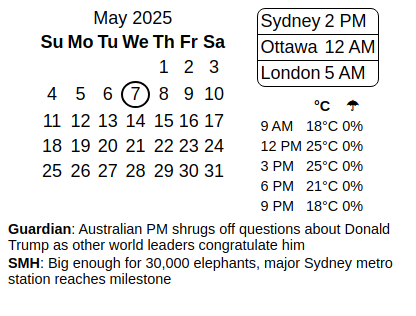 May 2025
Su Mo Tu We Th Fr Sa
1 2 3
4 5 6 7 8 9 10
11 12 13 14 15 16 17
18 19 20 21 22 23 24
25 26 27 28 29 30 31
Sydney 2 PM
Ottawa 12 AM
London 5 AM
°C ☂
9 AM 18°C 0%
12 PM 25°C 0%
3 PM 25°C 0%
6 PM 21°C 0%
9 PM 18°C 0%
Guardian: Australian PM shrugs off questions about Donald
Trump as other world leaders congratulate him
SMH: Big enough for 30,000 elephants, major Sydney metro
station reaches milestone